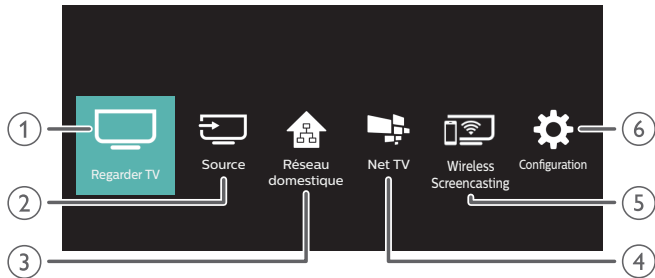 1
6
Regarder TV
Source
Réseau
domestique
Net TV
Wireless
Screencasting
Configuration
2
5
3
4